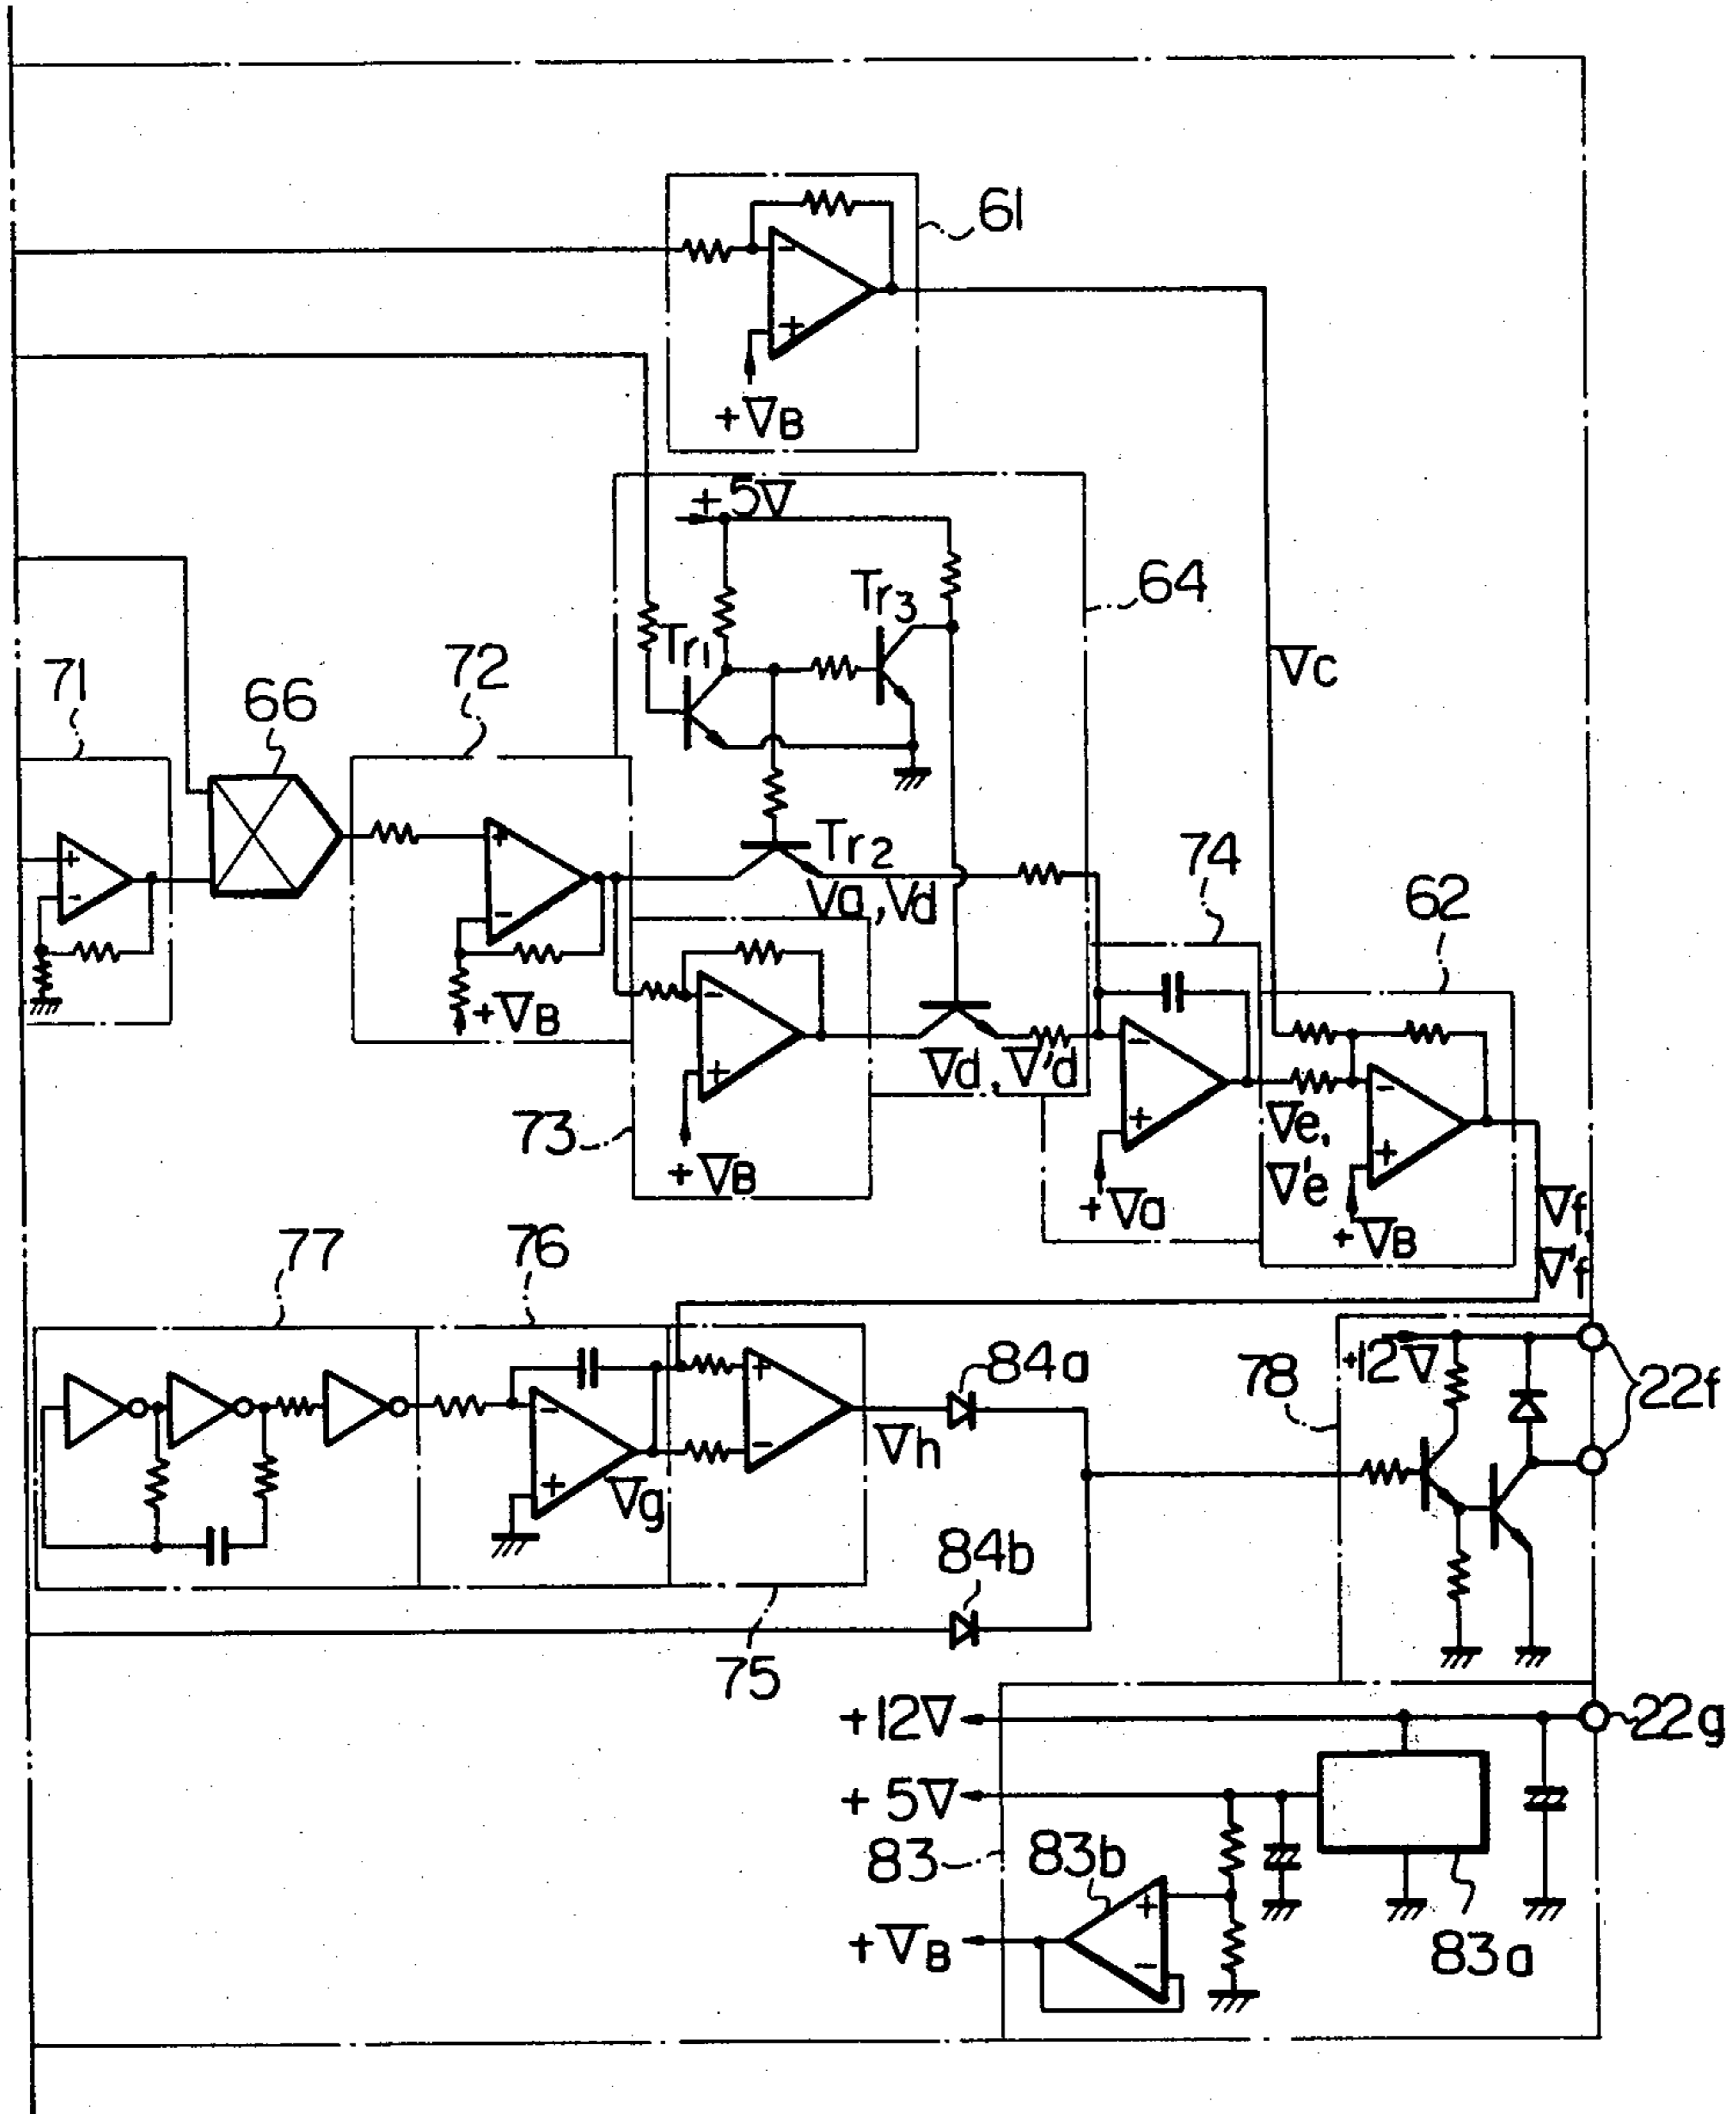 61
+VB
+5V
64
Tr3
Tr1
71
66
72
Vc
Tr2
Va, Vd
74
62
+VB
Vd, V'd
73
+VB
Ve,
V'e
+Va
+VB
Vf,
V'f
77
76
84a
+12V
78
22f
Vh
Vg
84b
75
+12V
22g
+5V
83
83b
+VB
83a
+
-